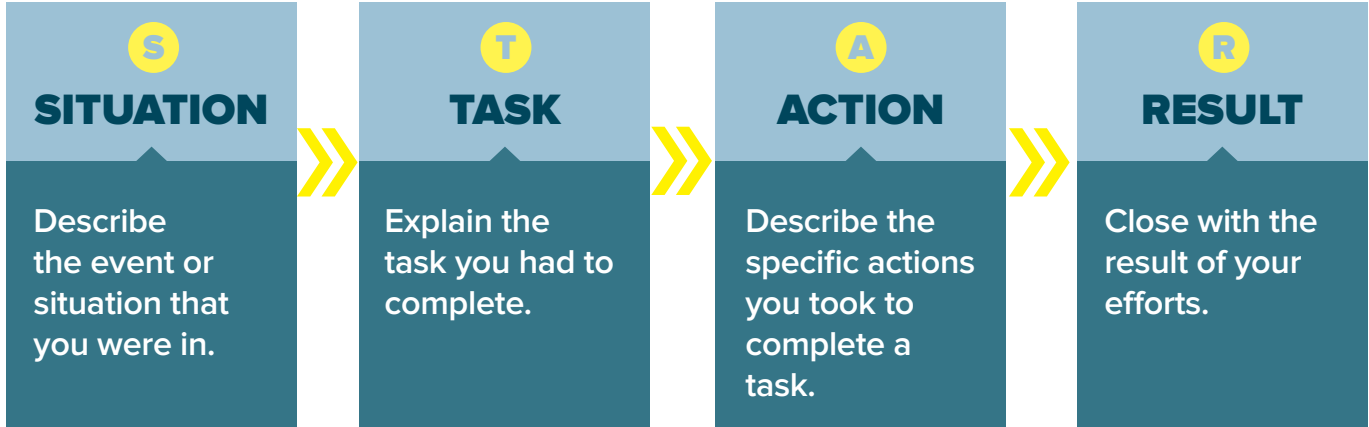 S
SITUATION
Describe
the event or
situation that
you were in.
T
TASK
Explain the
task you had to
complete.
A
ACTION
Describe the
specific actions
you took to
complete a
task.
R
RESULT
Close with the
result of your
efforts.